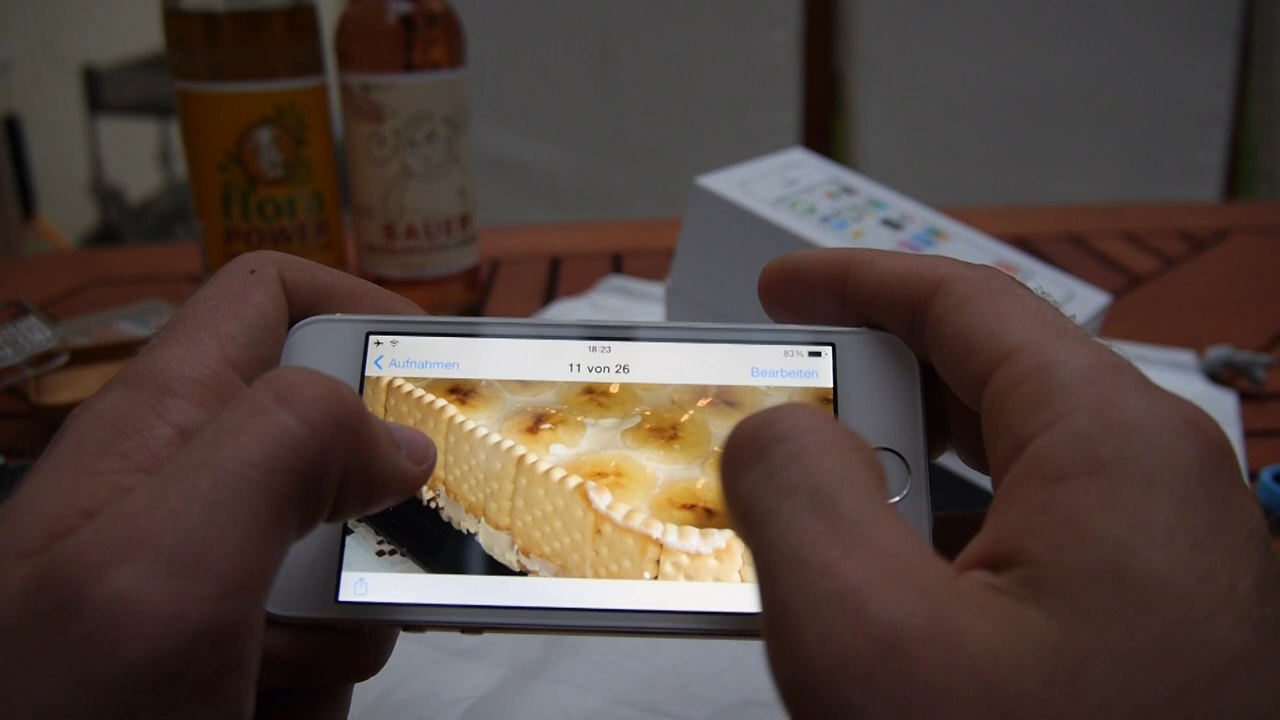 flora
POWER
SAUER
18:23
83%
Aufnahmen
11 von 26
Bearbeiten